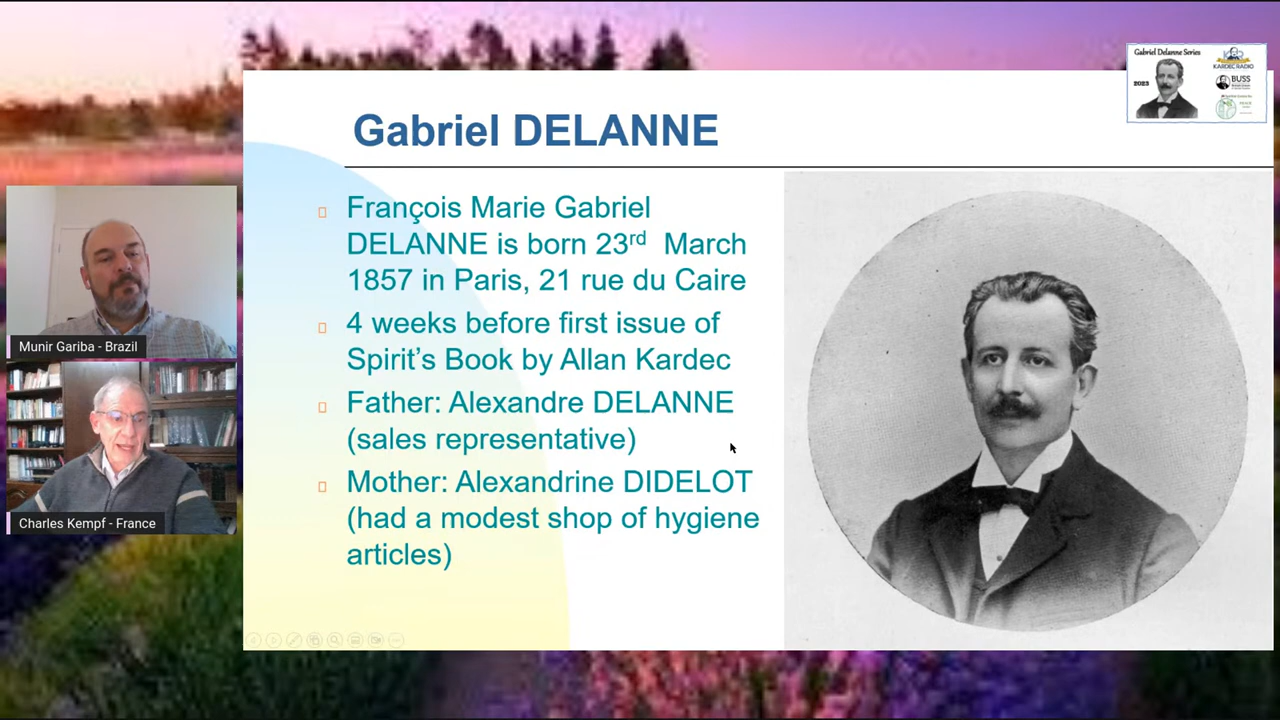 Gabriel DELANNE
François Marie Gabriel
DELANNE is born 23rd March
1857 in Paris, 21 rue du Caire
4 weeks before first issue of
Spirit’s Book by Allan Kardec
Father: Alexandre DELANNE
(sales representative)
Mother: Alexandrine DIDELOT
(had a modest shop of hygiene
articles)
Gabriel Delanne Series
2023
KARDEC RADIO
BUSS
PEACE
Munir Gariba - Brazil
Charles Kempf - France